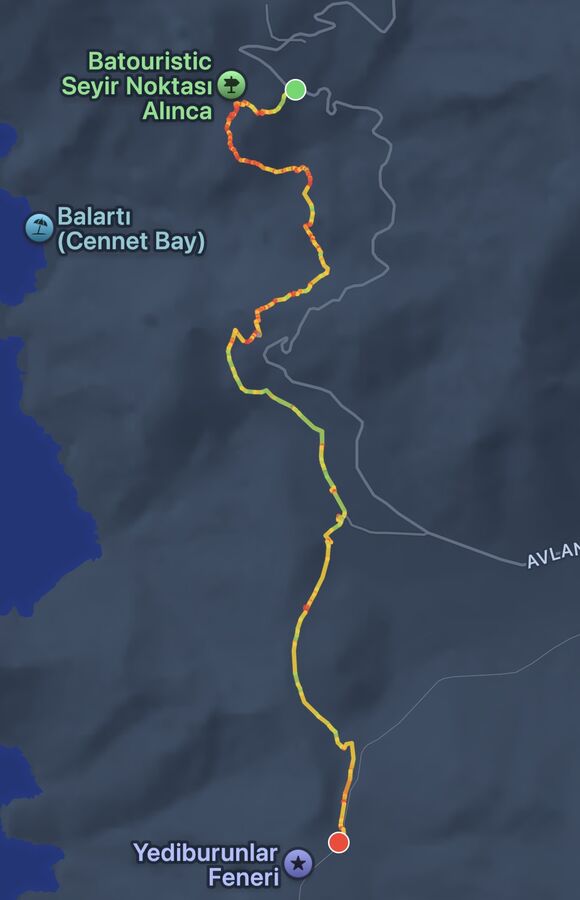 Batouristic
Seyir Noktası
Alınca
Balartı
(Cennet Bay)
AVLAN
Yediburunlar
Feneri